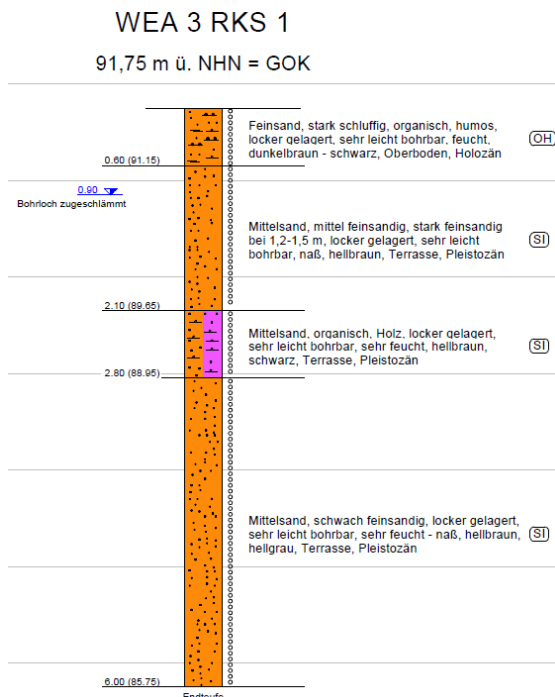 WEA 3 RKS 1
91,75 m ü. NHN = GOK
Feinsand, stark schluffig, organisch, humos,
locker gelagert, sehr leicht bohrbar, feucht,
dunkelbraun - schwarz, Oberboden, Holozän
OH
0.60 (91.15)
0.90
Bohrloch zugeschlämmt
Mittelsand, mittel feinsandig, stark feinsandig
bei 1,2-1,5 m, locker gelagert, sehr leicht
bohrbar, naß, hellbraun, Terrasse, Pleistozän
SI
2.10 (89.65)
Mittelsand, organisch, Holz, locker gelagert,
sehr leicht bohrbar, sehr feucht, hellbraun,
schwarz, Terrasse, Pleistozän
SI
2.80 (88.95)
Mittelsand, schwach feinsandig, locker gelagert,
sehr leicht bohrbar, sehr feucht - naß, hellbraun,
hellgrau, Terrasse, Pleistozän
SI
6.00 (85.75)
Endteufe